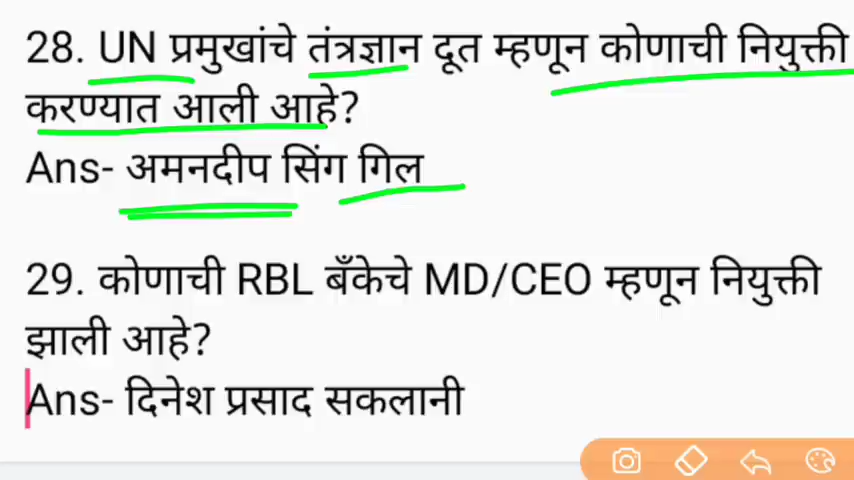 28. UN प्रमुखांचे तंत्रज्ञान दूत म्हणून कोणाची नियुक्ती
करण्यात आली आहे?
Ans- अमनदीप सिंग गिल
29. कोणाची RBL बँकेचे MD/CEO म्हणून नियुक्ती
झाली आहे?
Ans- दिनेश प्रसाद सकलानी